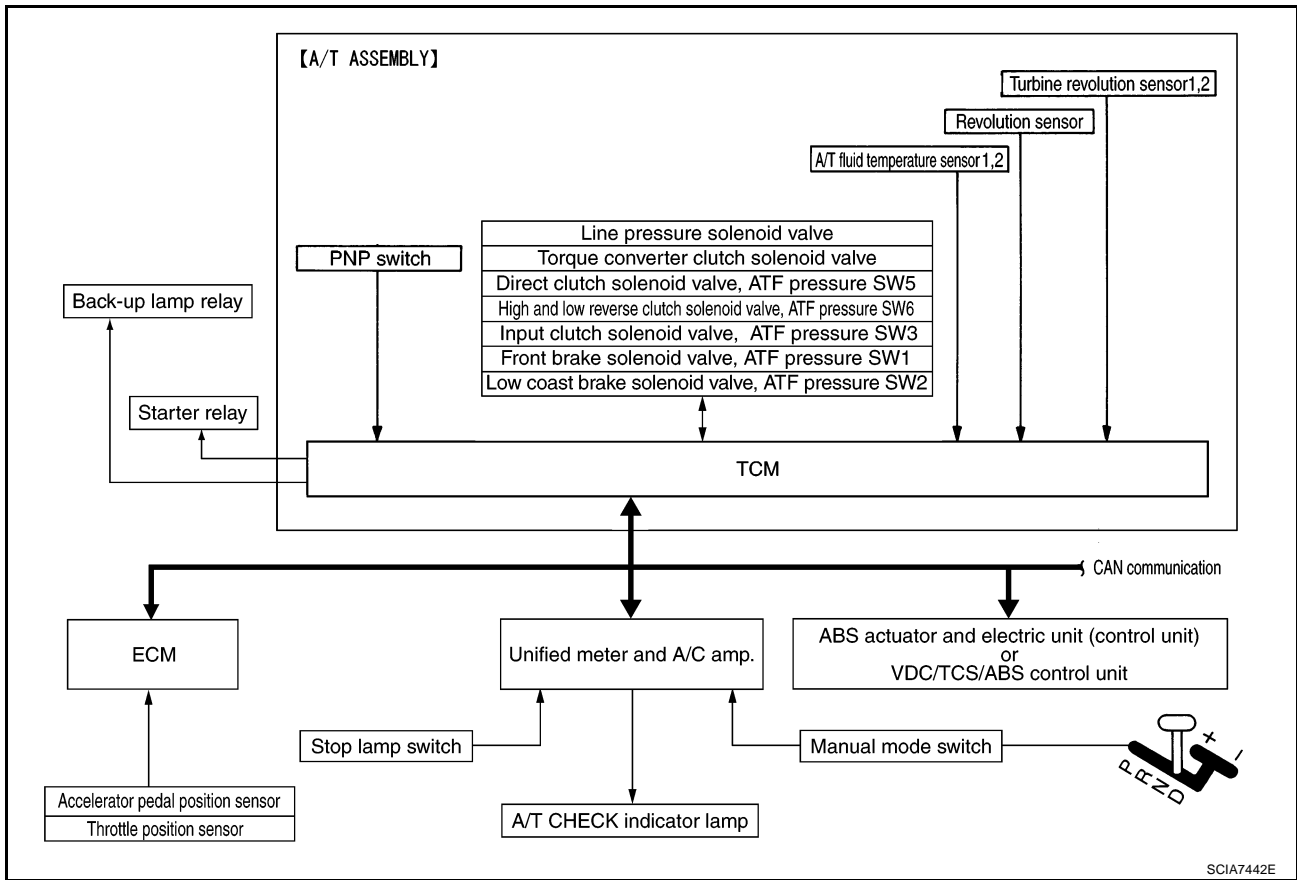 【A/T ASSEMBLY】
Turbine revolution sensor1,2
Revolution sensor
A/T fluid temperature sensor1,2
Line pressure solenoid valve
PNP switch
Torque converter clutch solenoid valve
Direct clutch solenoid valve, ATF pressure SW5
Back-up lamp relay
High and low reverse clutch solenoid valve, ATF pressure SW6
Input clutch solenoid valve, ATF pressure SW3
Front brake solenoid valve, ATF pressure SW1
Low coast brake solenoid valve, ATF pressure SW2
Starter relay
TCM
CAN communication
ECM
Unified meter and A/C amp.
ABS actuator and electric unit (control unit)
or
VDC/TCS/ABS control unit
Stop lamp switch
Manual mode switch
+
−
P R N D
Accelerator pedal position sensor
Throttle position sensor
A/T CHECK indicator lamp
SCIA7442E